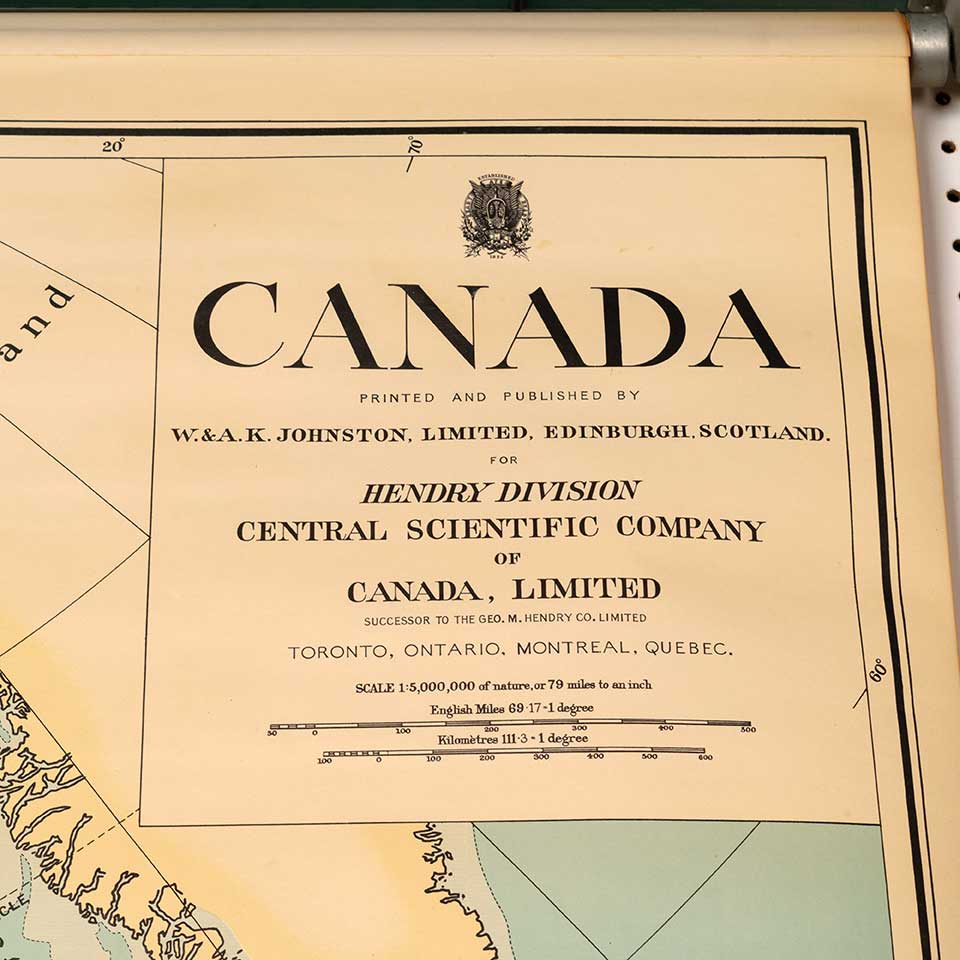 20°
70°
ESTABLISHED
and
CANADA
PRINTED AND PUBLISHED BY
W. & A. K. JOHNSTON, LIMITED, EDINBURGH, SCOTLAND.
FOR
HENDRY DIVISION
CENTRAL SCIENTIFIC COMPANY
OF
CANADA, LIMITED
SUCCESSOR TO THE GEO. M. HENDRY CO. LIMITED
TORONTO, ONTARIO, MONTREAL, QUEBEC.
60°
SCALE 1:5,000,000 of nature, or 79 miles to an inch
English Miles 69·17=1 degree
50 0 100 200 300 400 500
Kilomètres 111·3=1 degree
100 0 100 200 300 400 500 600